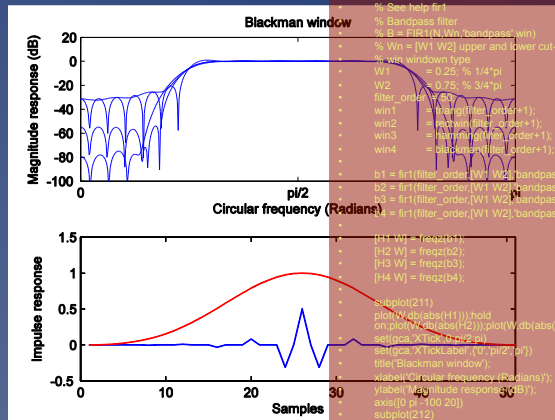 Blackman window
Magnitude response (dB)
20
0
-20
-40
-60
-80
-100
0
pi/2
pi
Circular frequency (Radians)
Impulse response
1.5
1
0.5
0
-0.5
0
10
20
30
40
50
Samples
% See help fir1
% Bandpass filter
% B = FIR1(N,Wn,'bandpass',win)
% Wn = [W1 W2] upper and lower cut-
% win windown type
W1 = 0.25; % 1/4*pi
W2 = 0.75; % 3/4*pi
filter_order = 50;
win1 = triang(filter_order+1);
win2 = rectwin(filter_order+1);
win3 = hamming(filter_order+1);
win4 = blackman(filter_order+1);
b1 = fir1(filter_order,[W1 W2],'bandpas
b2 = fir1(filter_order,[W1 W2],'bandpas
b3 = fir1(filter_order,[W1 W2],'bandpas
b4 = fir1(filter_order,[W1 W2],'bandpas
[H1 W] = freqz(b1);
[H2 W] = freqz(b2);
[H3 W] = freqz(b3);
[H4 W] = freqz(b4);
subplot(211)
plot(W,db(abs(H1)));hold
on;plot(W,db(abs(H2)));plot(W,db(abs(
set(gca,'XTick',0:pi/2:pi)
set(gca,'XTickLabel',{'0','pi/2','pi'})
title('Blackman window');
xlabel('Circular frequency (Radians)');
ylabel('Magnitude response (dB)');
axis([0 pi -100 20])
subplot(212)